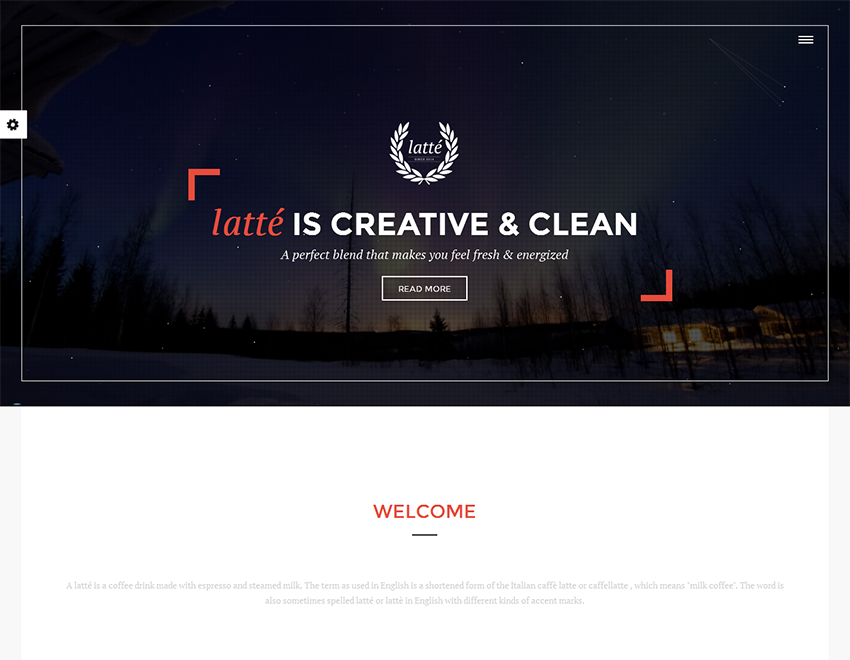 latté
SINCE 2014
latté IS CREATIVE & CLEAN
A perfect blend that makes you feel fresh & energized
READ MORE
WELCOME
A latté is a coffee drink made with espresso and steamed milk. The term as used in English is a shortened form of the Italian caffè latte or caffellatte , which means "milk coffee". The word is
also sometimes spelled latté or lattè in English with different kinds of accent marks.